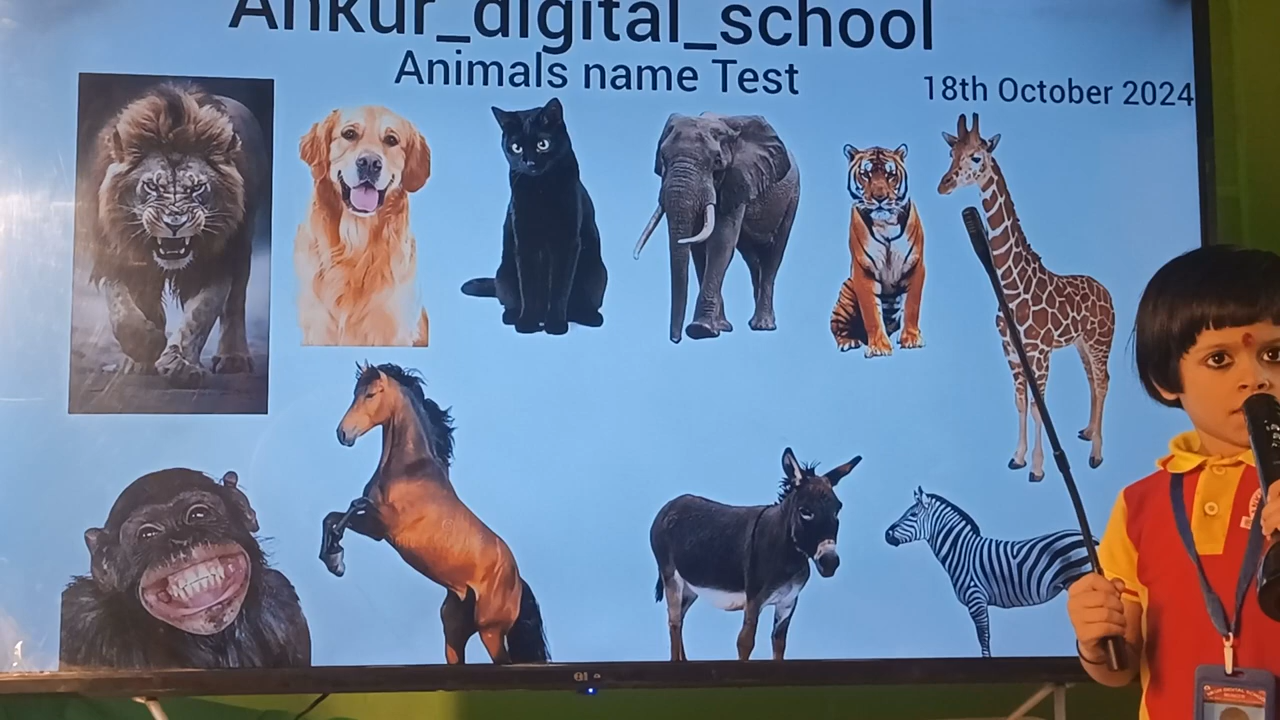 Ankur_digital_school
Animals name Test
18th October 2024